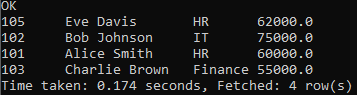 OK
105 Eve Davis HR 62000.0
102 Bob Johnson IT 75000.0
101 Alice Smith HR 60000.0
103 Charlie Brown Finance 55000.0
Time taken: 0.174 seconds, Fetched: 4 row(s)